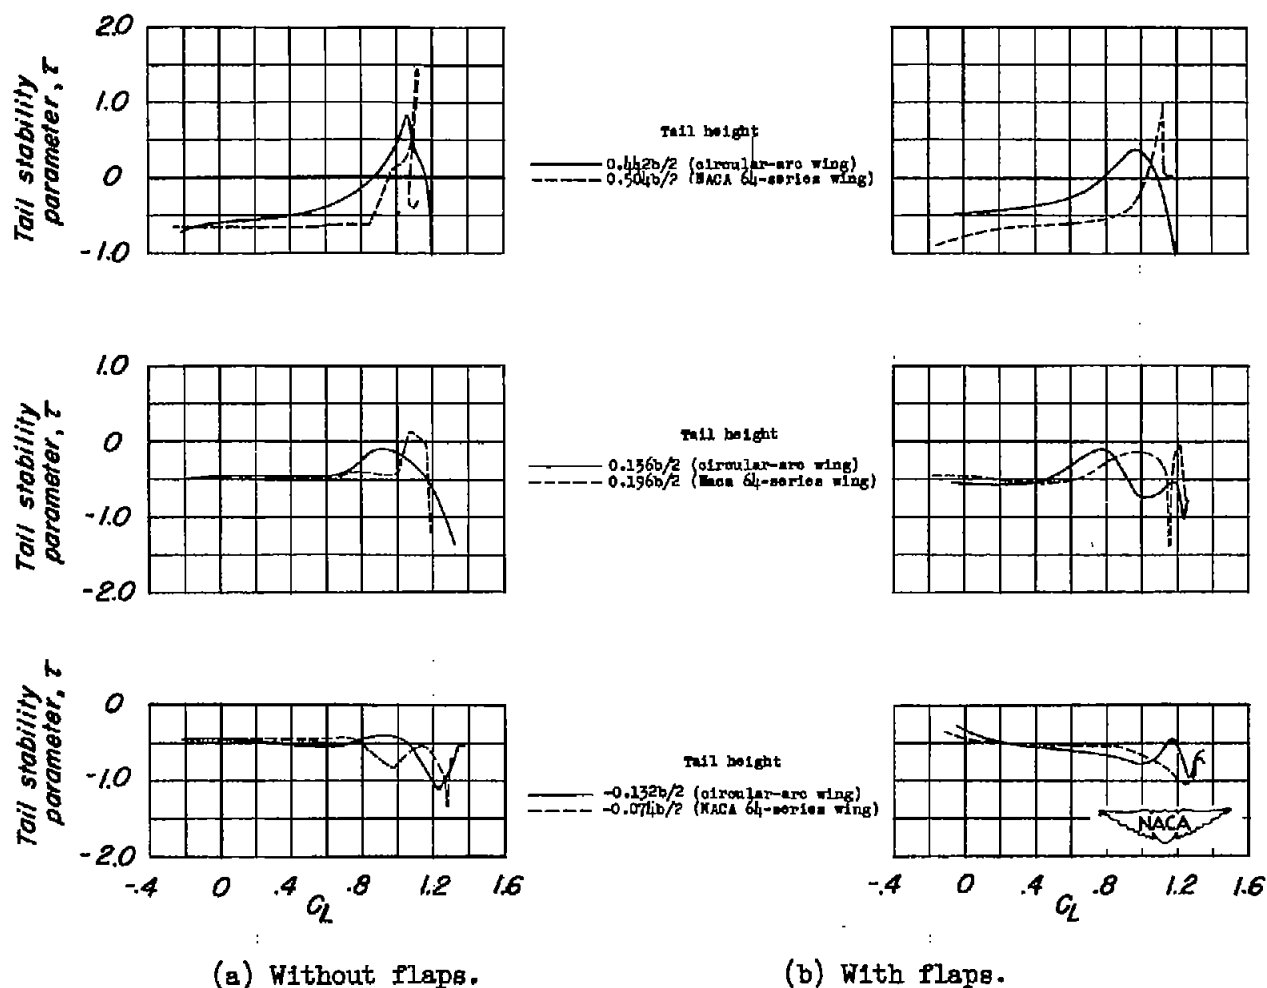 2.0
1.0
0
-1.0
Tail stability
parameter, τ
Tail height
0.442b/2 (circular-arc wing)
0.504b/2 (NACA 64-series wing)
1.0
0
-1.0
-2.0
Tail stability
parameter, τ
Tail height
0.136b/2 (circular-arc wing)
0.196b/2 (Naca 64-series wing)
0
-1.0
-2.0
Tail stability
parameter, τ
Tail height
-0.132b/2 (circular-arc wing)
-0.074b/2 (NACA 64-series wing)
NACA
-.4 0 .4 .8 1.2 1.6
C_L
-.4 0 .4 .8 1.2 1.6
C_L
(a) Without flaps.
(b) With flaps.